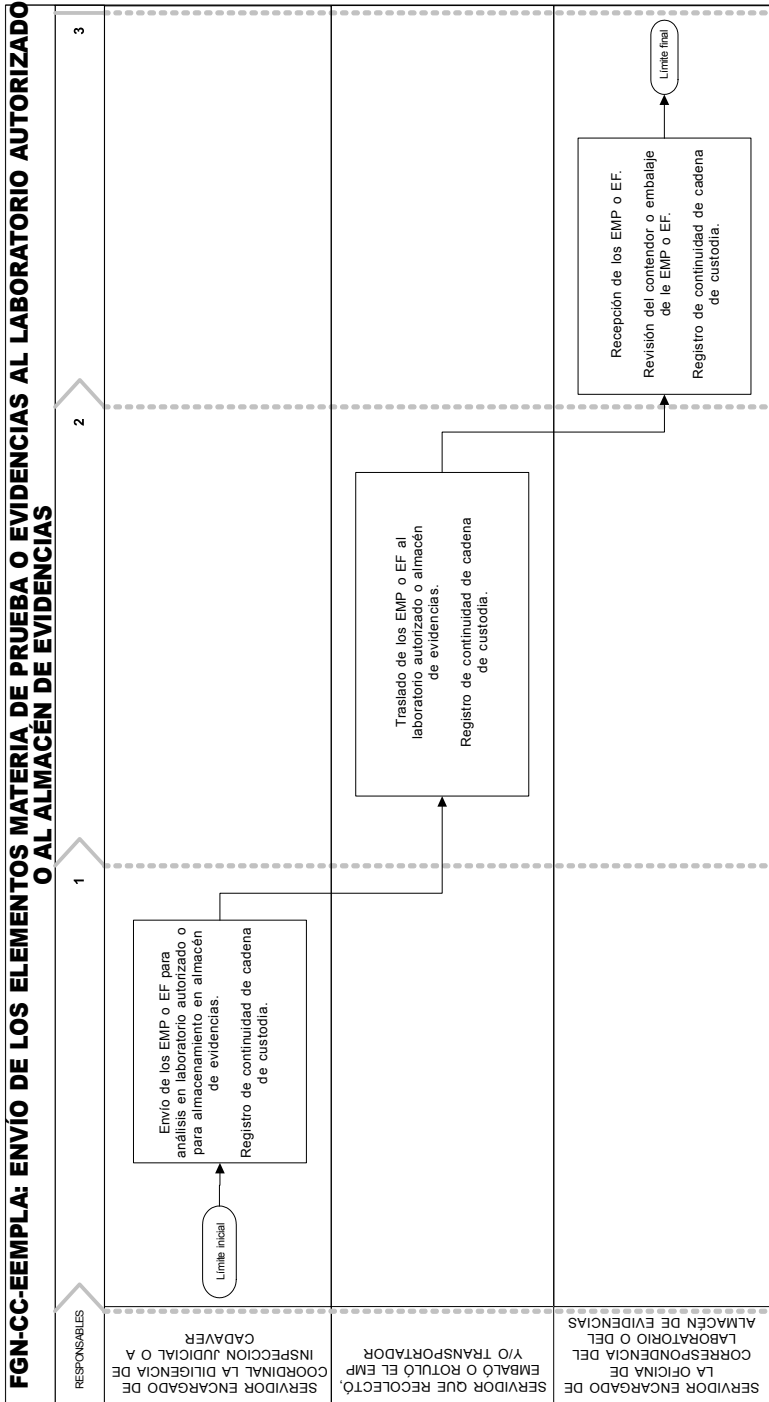 FGN-CC-EEMPLA: ENVÍO DE LOS ELEMENTOS MATERIA DE PRUEBA O EVIDENCIAS AL LABORATORIO AUTORIZADO
O AL ALMACÉN DE EVIDENCIAS
RESPONSABLES
1
2
3
SERVIDOR ENCARGADO DE
COORDINAL LA DILIGENCIA DE
INSPECCION JUDICIAL O A
CADAVER
Límite inicial
Envío de los EMP o EF para
análisis en laboratorio autorizado o
para almacenamiento en almacén
de evidencias.
Registro de continuidad de cadena
de custodia.
SERVIDOR QUE RECOLECTÓ,
EMBALÓ O ROTULÓ EL EMP
Y/O TRANSPORTADOR
Traslado de los EMP o EF al
laboratorio autorizado o almacén
de evidencias.
Registro de continuidad de cadena
de custodia.
SERVIDOR ENCARGADO DE
LA OFICINA DE
CORRESPONDENCIA DEL
LABORATORIO O DEL
ALMACÉN DE EVIDENCIAS
Recepción de los EMP o EF.
Revisión del contendor o embalaje
de le EMP o EF.
Registro de continuidad de cadena
de custodia.
Límite final